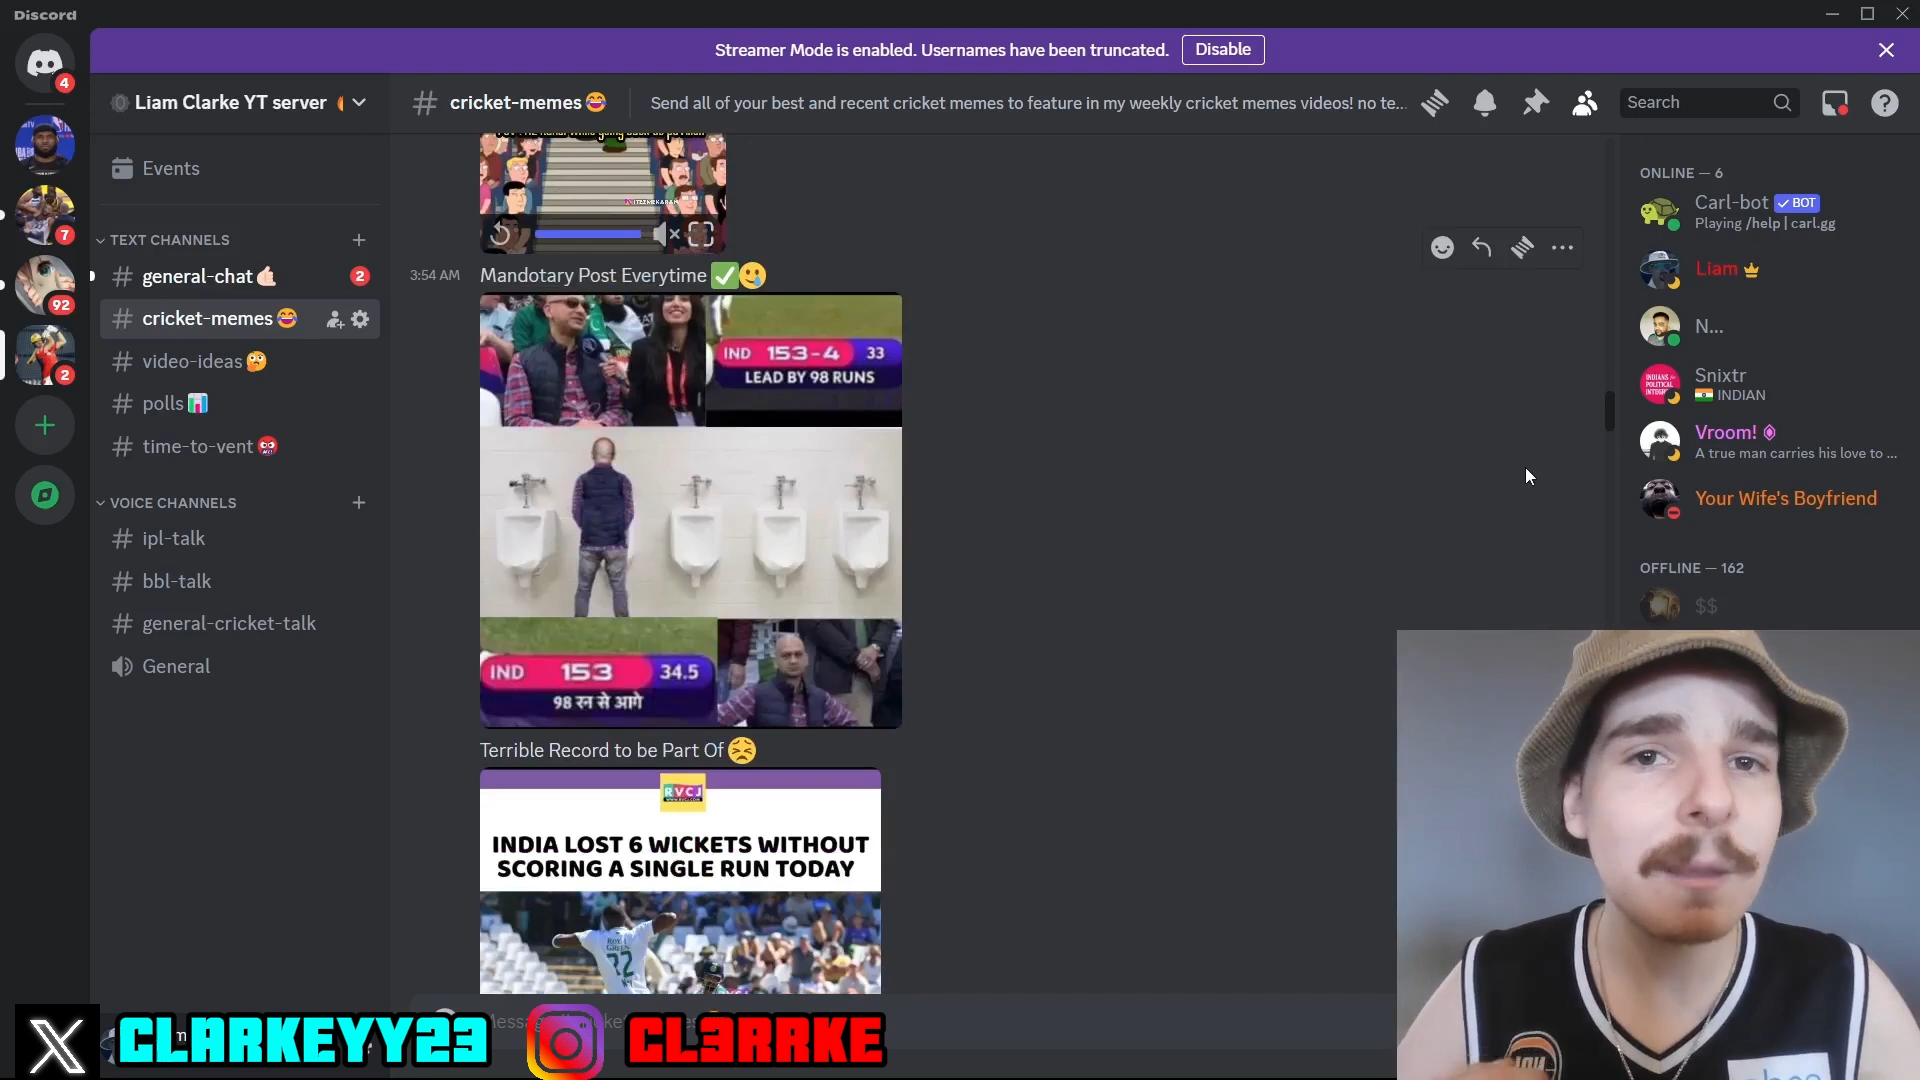 Discord
Streamer Mode is enabled. Usernames have been truncated.
Disable
4
7
92
2
Liam Clarke YT server
Events
TEXT CHANNELS
general-chat
2
cricket-memes
video-ideas
polls
time-to-vent
VOICE CHANNELS
ipl-talk
bbl-talk
general-cricket-talk
General
cricket-memes
Send all of your best and recent cricket memes to feature in my weekly cricket memes videos! no te...
Search
3:54 AM
Mandotary Post Everytime ✅🥲
IND 153-4 33
LEAD BY 98 RUNS
IND 153 34.5
98 रन से आगे
Terrible Record to be Part Of 😣
RVCJ
INDIA LOST 6 WICKETS WITHOUT
SCORING A SINGLE RUN TODAY
72
ONLINE — 6
Carl-bot
BOT
Playing /help | carl.gg
Liam
N...
Snixtr
INDIAN
Vroom!
A true man carries his love to ...
Your Wife's Boyfriend
OFFLINE — 162
$$
CLARKEYY23
CL3RRKE